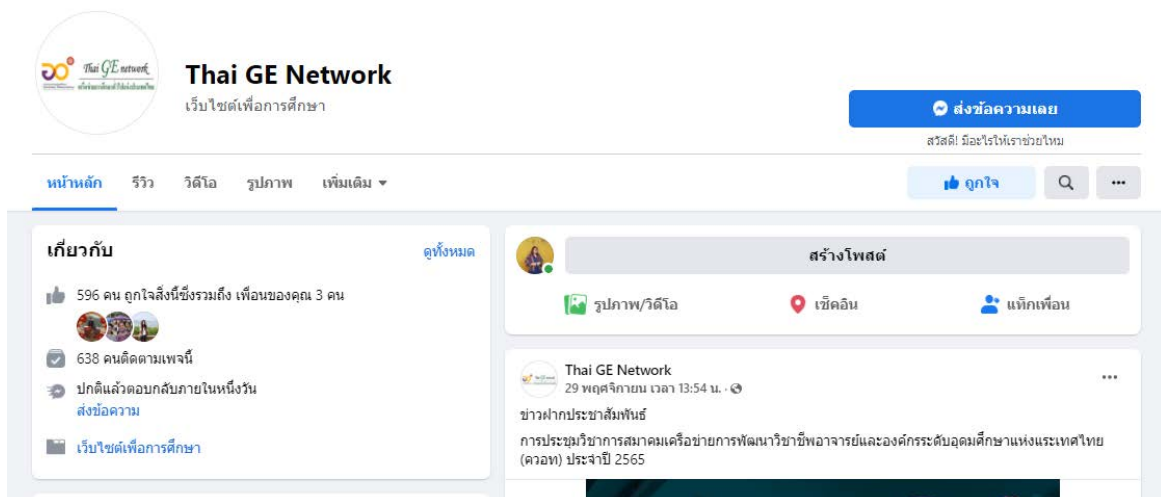 Thai GE network
Thai GE Network
เว็บไซต์เพื่อการศึกษา
ส่งข้อความเลย
สวัสดี! มีอะไรให้เราช่วยไหม
หน้าหลัก
รีวิว
วิดีโอ
รูปภาพ
เพิ่มเติม
ถูกใจ
เกี่ยวกับ
ดูทั้งหมด
596 คน ถูกใจสิ่งนี้ซึ่งรวมถึง เพื่อนของคุณ 3 คน
638 คนติดตามเพจนี้
ปกติแล้วตอบกลับภายในหนึ่งวัน
ส่งข้อความ
เว็บไซต์เพื่อการศึกษา
สร้างโพสต์
รูปภาพ/วิดีโอ
เช็คอิน
แท็กเพื่อน
Thai GE Network
29 พฤศจิกายน เวลา 13:54 น. ·
ข่าวฝากประชาสัมพันธ์
การประชุมวิชาการสมาคมเครือข่ายการพัฒนาวิชาชีพอาจารย์และองค์กรระดับอุดมศึกษาแห่งแระเทศไทย
(ควอท) ประจำปี 2565